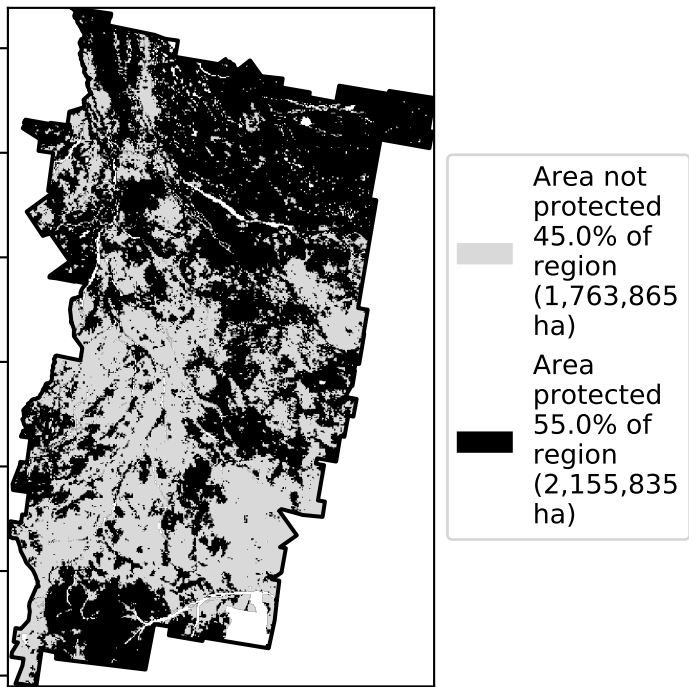 Area not
protected
45.0% of
region
(1,763,865
ha)
Area
protected
55.0% of
region
(2,155,835
ha)